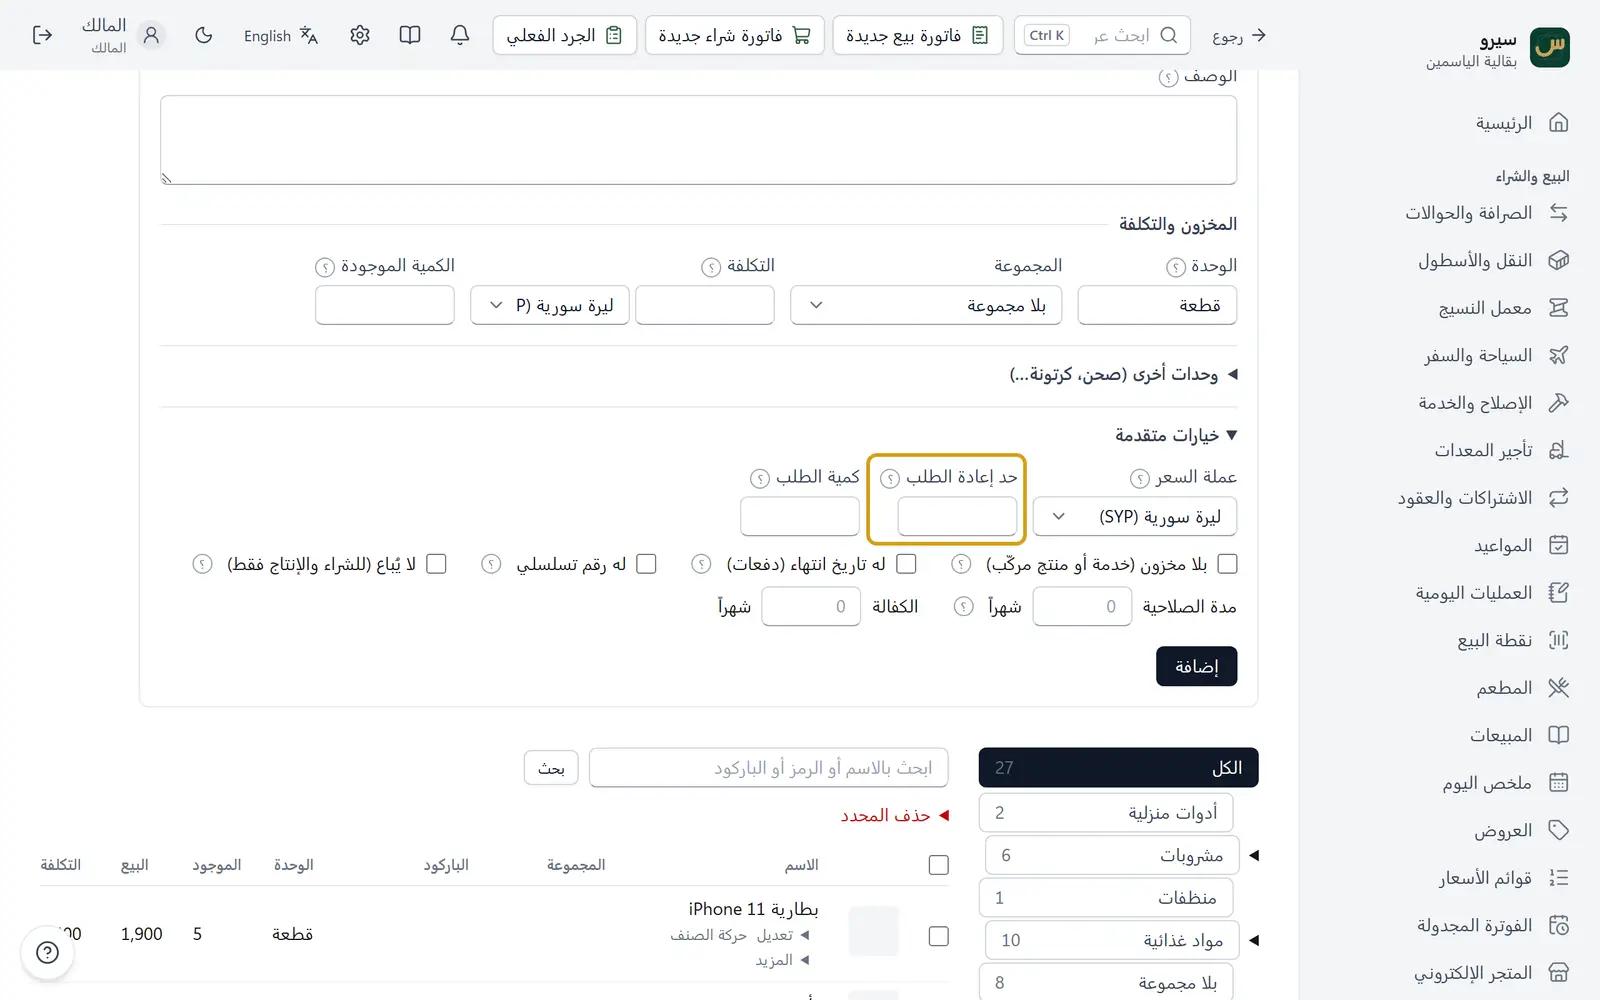 سيرو
بقالية الياسمين
رجوع
ابحث عر
Ctrl K
فاتورة بيع جديدة
فاتورة شراء جديدة
الجرد الفعلي
English
المالك
المالك
الرئيسية
البيع والشراء
الصرافة والحوالات
النقل والأسطول
معمل النسيج
السياحة والسفر
الإصلاح والخدمة
تأجير المعدات
الاشتراكات والعقود
المواعيد
العمليات اليومية
نقطة البيع
المطعم
المبيعات
ملخص اليوم
العروض
قوائم الأسعار
الفوترة المجدولة
المتجر الإلكتروني
الوصف ؟
المخزون والتكلفة
الوحدة ؟ المجموعة التكلفة ؟ الكمية الموجودة ؟
قطعة بلا مجموعة ليرة سورية (P
وحدات أخرى (صحن، كرتونة...)
خيارات متقدمة
عملة السعر ؟ حد إعادة الطلب ؟ كمية الطلب ؟
ليرة سورية (SYP)
بلا مخزون (خدمة أو منتج مركّب) ؟ له تاريخ انتهاء (دفعات) ؟ له رقم تسلسلي ؟ لا يُباع (للشراء والإنتاج فقط) ؟
مدة الصلاحية 0 شهراً ؟ الكفالة 0 شهراً
إضافة
الكل 27
أدوات منزلية 2
مشروبات 6
منظفات 1
مواد غذائية 10
بلا مجموعة 8
ابحث بالاسم أو الرمز أو الباركود
بحث
حذف المحدد
الاسم المجموعة الباركود الوحدة الموجود البيع التكلفة
بطارية iPhone 11 قطعة 5 1,900
تعديل حركة الصنف
المزيد